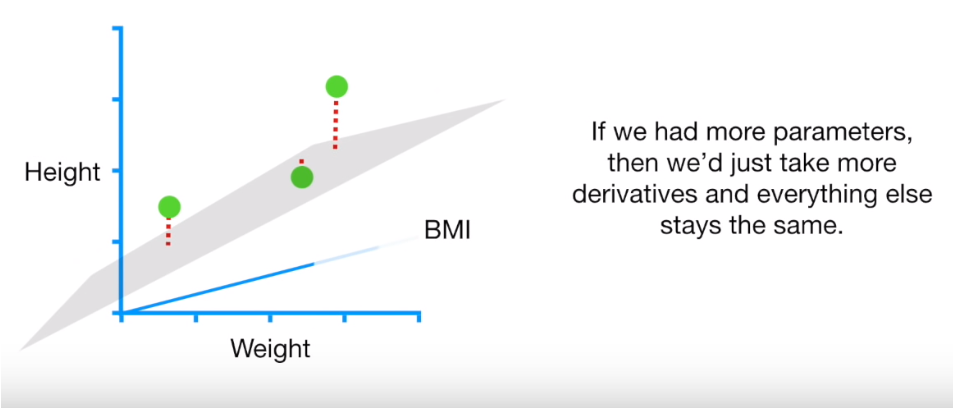 Height
BMI
Weight
If we had more parameters,
then we'd just take more
derivatives and everything else
stays the same.